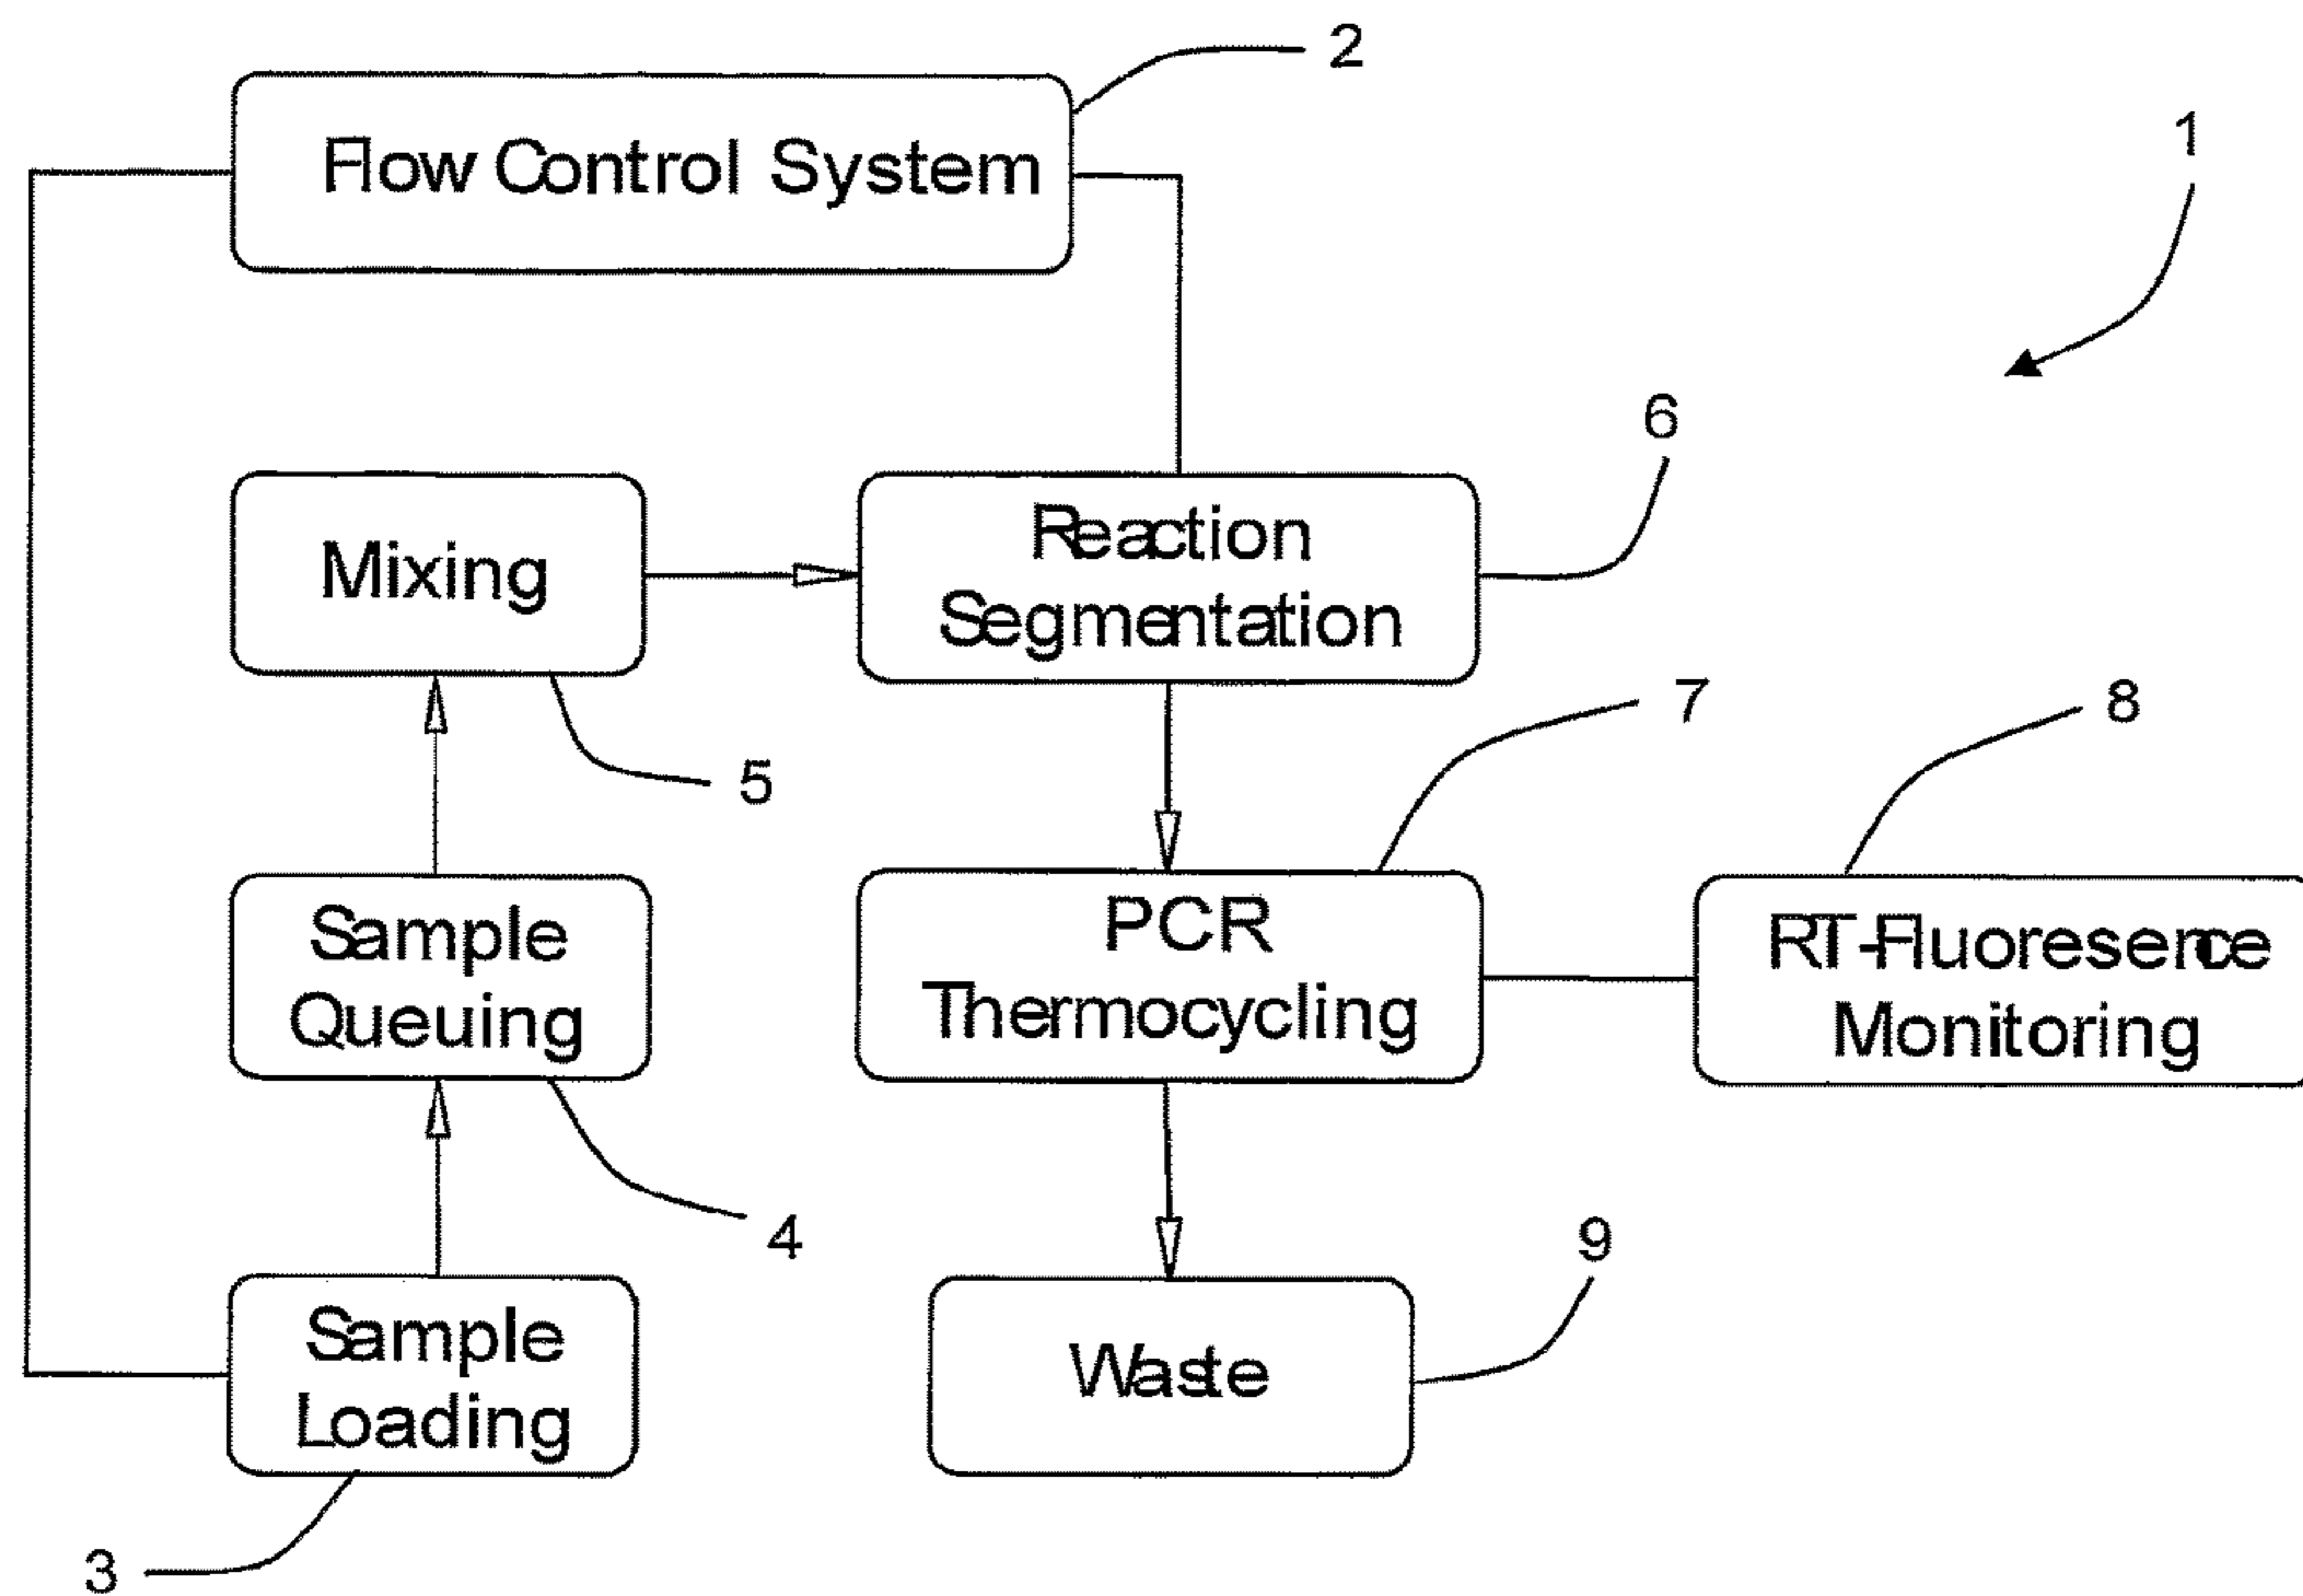 2
1
Flow Control System
6
Mixing
Reaction
Segmentation
7
8
5
Sample
Queuing
PCR
Thermocycling
RT-Fluoresence
Monitoring
4
9
Sample
Loading
Waste
3